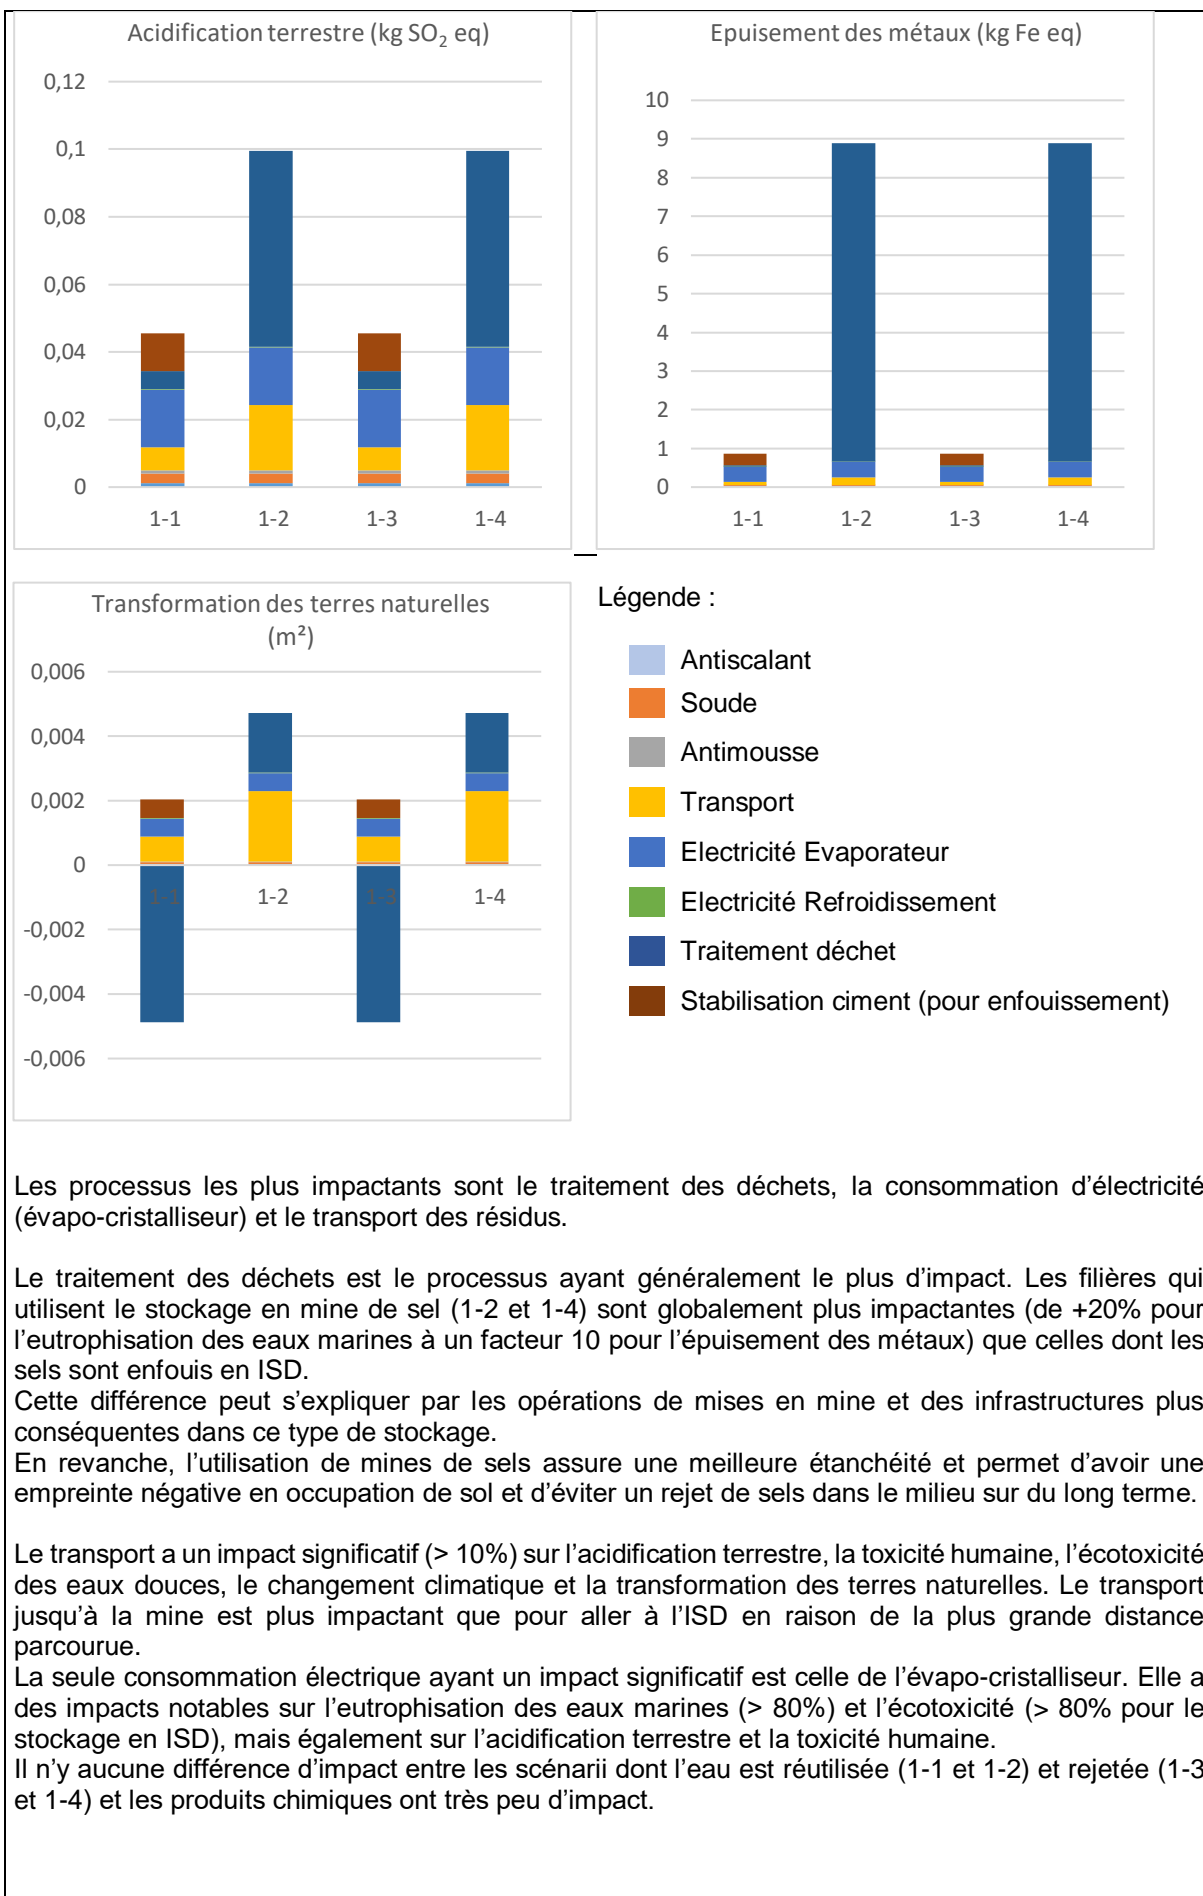 Acidification terrestre (kg SO₂ eq)
0,12
0,1
0,08
0,06
0,04
0,02
0
1-1 1-2 1-3 1-4
Epuisement des métaux (kg Fe eq)
10
9
8
7
6
5
4
3
2
1
0
1-1 1-2 1-3 1-4
Transformation des terres naturelles
(m²)
0,006
0,004
0,002
0
-0,002
-0,004
-0,006
1-1 1-2 1-3 1-4
Légende :
Antiscalant
Soude
Antimousse
Transport
Electricité Evaporateur
Electricité Refroidissement
Traitement déchet
Stabilisation ciment (pour enfouissement)
Les processus les plus impactants sont le traitement des déchets, la consommation d’électricité
(évapo-cristalliseur) et le transport des résidus.
Le traitement des déchets est le processus ayant généralement le plus d’impact. Les filières qui
utilisent le stockage en mine de sel (1-2 et 1-4) sont globalement plus impactantes (de +20% pour
l’eutrophisation des eaux marines à un facteur 10 pour l’épuisement des métaux) que celles dont les
sels sont enfouis en ISD.
Cette différence peut s’expliquer par les opérations de mises en mine et des infrastructures plus
conséquentes dans ce type de stockage.
En revanche, l’utilisation de mines de sels assure une meilleure étanchéité et permet d’avoir une
empreinte négative en occupation de sol et d’éviter un rejet de sels dans le milieu sur du long terme.
Le transport a un impact significatif (> 10%) sur l’acidification terrestre, la toxicité humaine, l’écotoxicité
des eaux douces, le changement climatique et la transformation des terres naturelles. Le transport
jusqu’à la mine est plus impactant que pour aller à l’ISD en raison de la plus grande distance
parcourue.
La seule consommation électrique ayant un impact significatif est celle de l’évapo-cristalliseur. Elle a
des impacts notables sur l’eutrophisation des eaux marines (> 80%) et l’écotoxicité (> 80% pour le
stockage en ISD), mais également sur l’acidification terrestre et la toxicité humaine.
Il n’y aucune différence d’impact entre les scénarii dont l’eau est réutilisée (1-1 et 1-2) et rejetée (1-3
et 1-4) et les produits chimiques ont très peu d’impact.